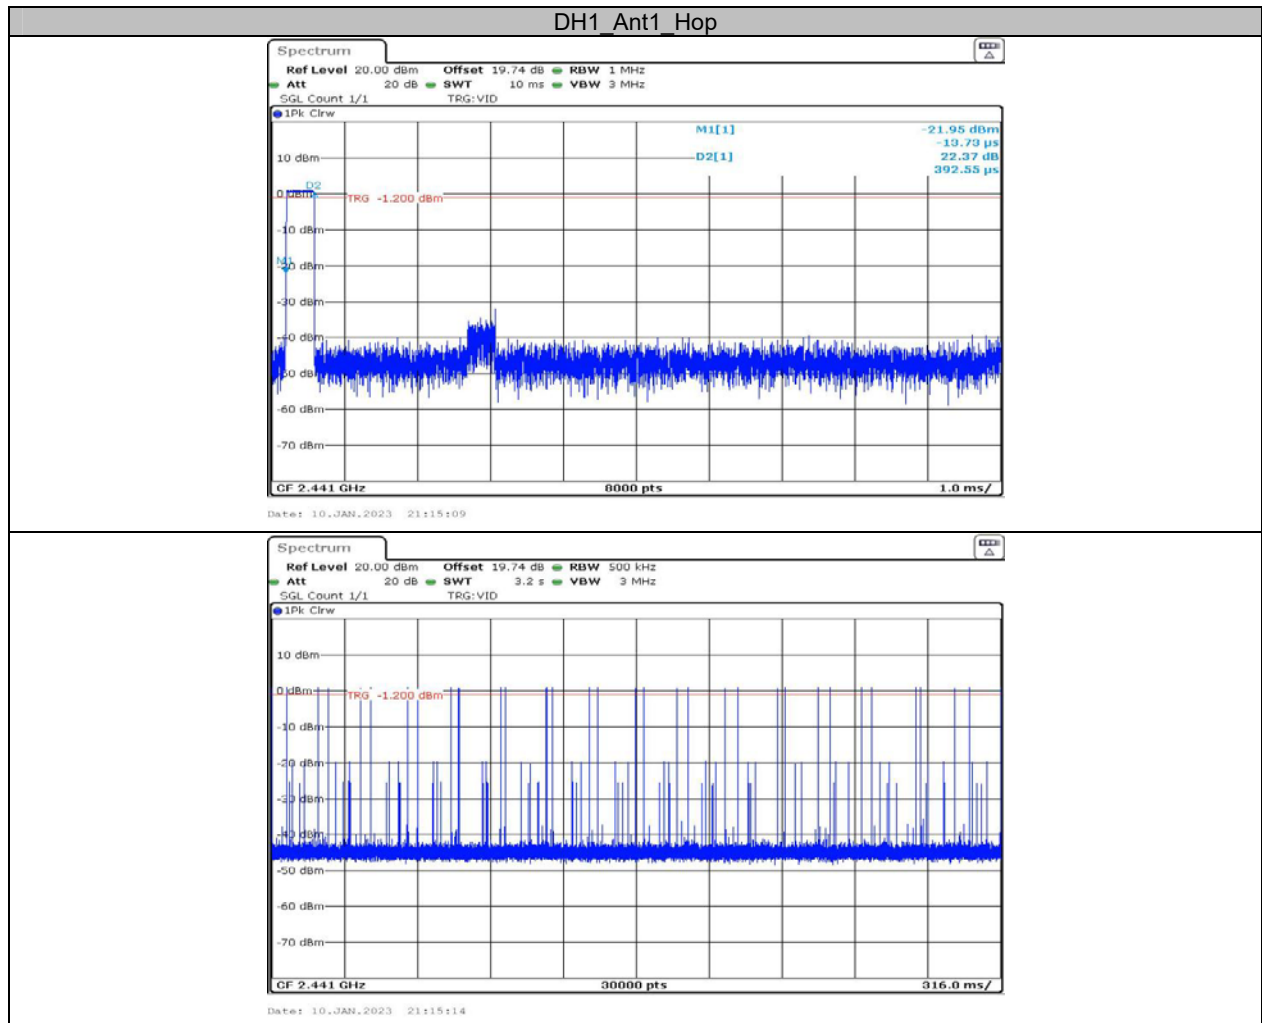 DH1_Ant1_Hop
Spectrum
Ref Level 20.00 dBm Offset 19.74 dB RBW 1 MHz
Att 20 dB SWT 10 ms VBW 3 MHz
SGL Count 1/1 TRG:VID
1Pk Clrw
M1[1] -21.95 dBm
-13.73 µs
D2[1] 22.37 dB
392.55 µs
10 dBm
D2
0 dBm
TRG -1.200 dBm
-10 dBm
M1
-20 dBm
-30 dBm
-40 dBm
-50 dBm
-60 dBm
-70 dBm
CF 2.441 GHz 8000 pts 1.0 ms/
Date: 10.JAN.2023 21:15:09
Spectrum
Ref Level 20.00 dBm Offset 19.74 dB RBW 500 kHz
Att 20 dB SWT 3.2 s VBW 3 MHz
SGL Count 1/1 TRG:VID
1Pk Clrw
10 dBm
0 dBm
TRG -1.200 dBm
-10 dBm
-20 dBm
-30 dBm
-40 dBm
-50 dBm
-60 dBm
-70 dBm
CF 2.441 GHz 30000 pts 316.0 ms/
Date: 10.JAN.2023 21:15:14